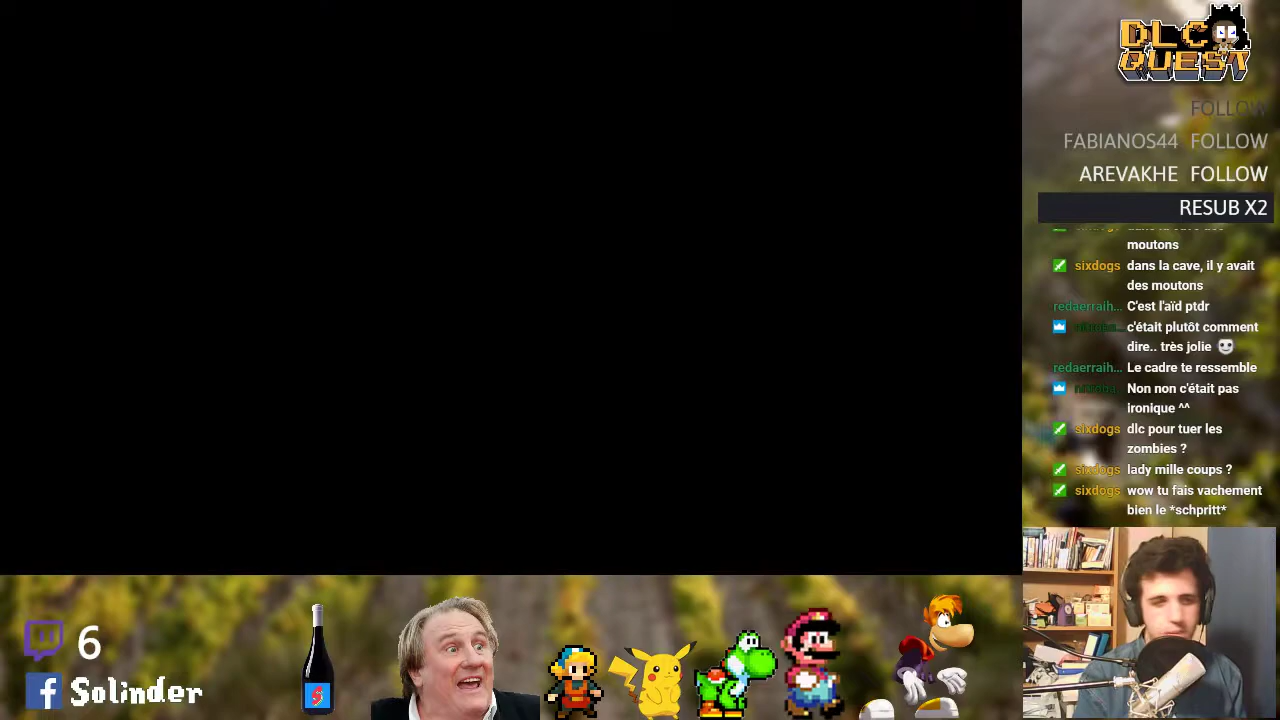 DLC
QUEST
FOLLOW
FABIANOS44 FOLLOW
AREVAKHE FOLLOW
RESUB X2
moutons
sixdogs dans la cave, il y avait
des moutons
redaerraih... C'est l'aïd ptdr
c'était plutôt comment
dire.. très jolie
redaerraih... Le cadre te ressemble
Non non c'était pas
ironique ^^
sixdogs dlc pour tuer les
zombies ?
sixdogs lady mille coups ?
sixdogs wow tu fais vachement
bien le *schpritt*
6
Solinder